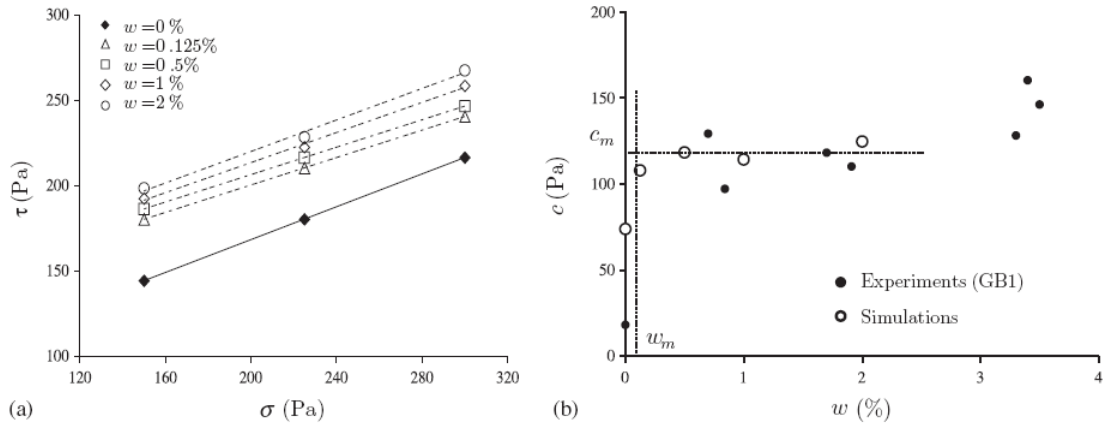 300
250
200
150
100
τ (Pa)
w =0 %
w =0 .125%
w =0 .5%
w =1 %
w =2 %
120 160 200 240 280 320
(a) σ (Pa)
200
150
100
50
0
c (Pa)
c_m
w_m
Experiments (GB1)
Simulations
0 1 2 3 4
(b) w (%)